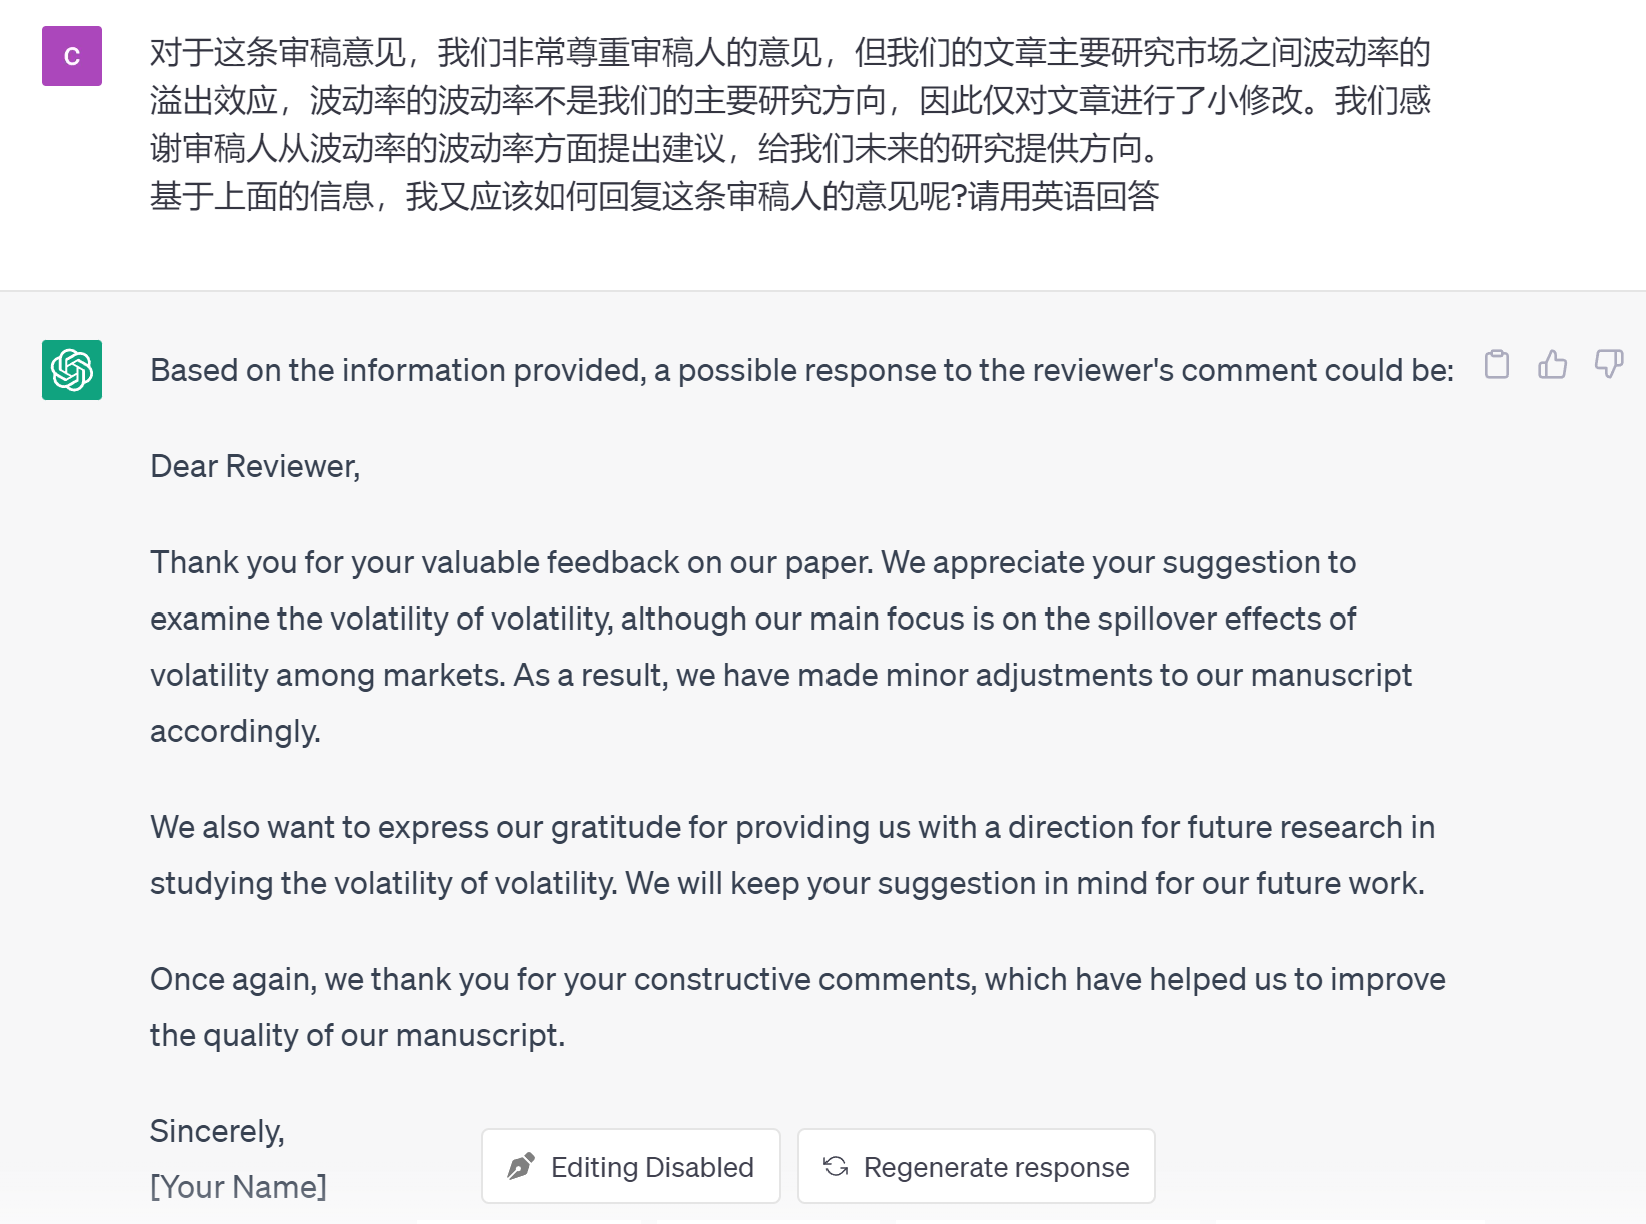 C
对于这条审稿意见，我们非常尊重审稿人的意见，但我们的文章主要研究市场之间波动率的
溢出效应，波动率的波动率不是我们的主要研究方向，因此仅对文章进行了小修改。我们感
谢审稿人从波动率的波动率方面提出建议，给我们未来的研究提供方向。
基于上面的信息，我又应该如何回复这条审稿人的意见呢?请用英语回答
Based on the information provided, a possible response to the reviewer's comment could be:
Dear Reviewer,
Thank you for your valuable feedback on our paper. We appreciate your suggestion to
examine the volatility of volatility, although our main focus is on the spillover effects of
volatility among markets. As a result, we have made minor adjustments to our manuscript
accordingly.
We also want to express our gratitude for providing us with a direction for future research in
studying the volatility of volatility. We will keep your suggestion in mind for our future work.
Once again, we thank you for your constructive comments, which have helped us to improve
the quality of our manuscript.
Sincerely,
[Your Name]
Editing Disabled
Regenerate response